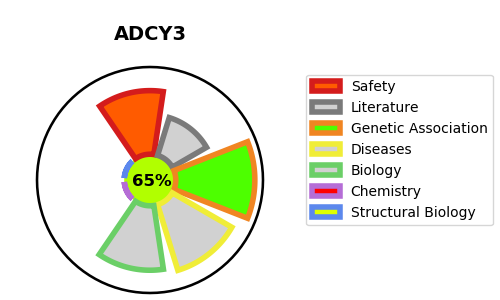 ADCY3
65%
Safety
Literature
Genetic Association
Diseases
Biology
Chemistry
Structural Biology